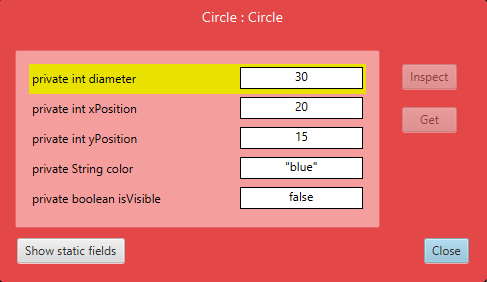 Circle : Circle
private int diameter 30
Inspect
private int xPosition 20
Get
private int yPosition 15
private String color "blue"
private boolean isVisible false
Show static fields
Close